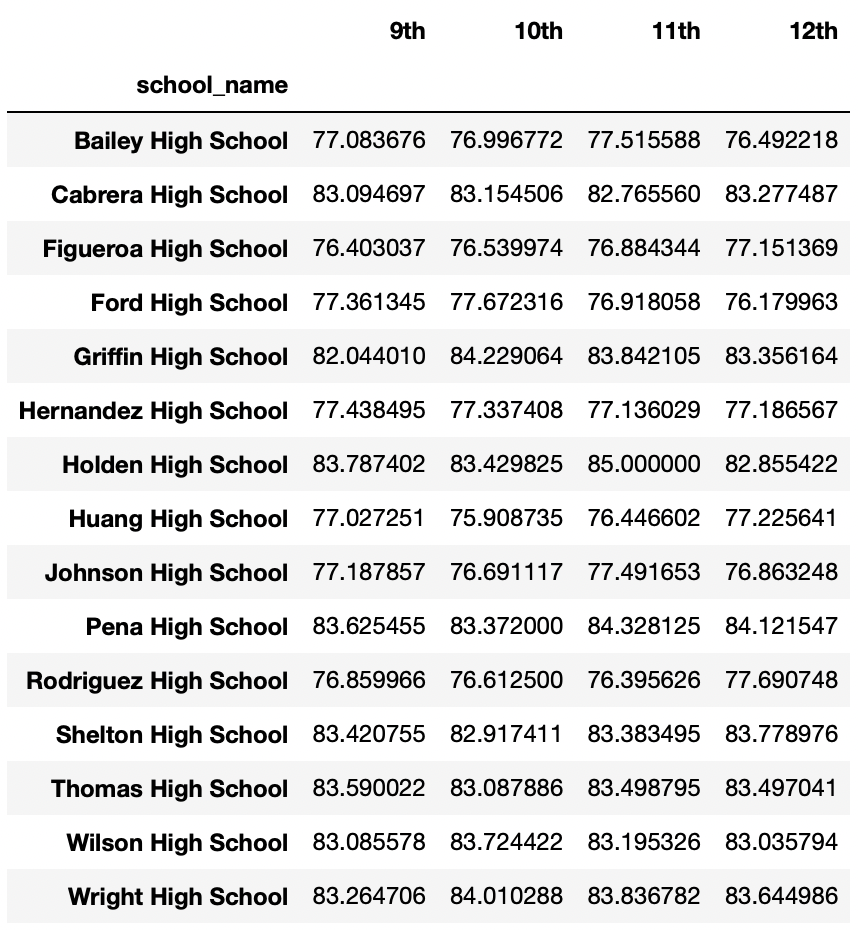 9th 10th 11th 12th
school_name
Bailey High School 77.083676 76.996772 77.515588 76.492218
Cabrera High School 83.094697 83.154506 82.765560 83.277487
Figueroa High School 76.403037 76.539974 76.884344 77.151369
Ford High School 77.361345 77.672316 76.918058 76.179963
Griffin High School 82.044010 84.229064 83.842105 83.356164
Hernandez High School 77.438495 77.337408 77.136029 77.186567
Holden High School 83.787402 83.429825 85.000000 82.855422
Huang High School 77.027251 75.908735 76.446602 77.225641
Johnson High School 77.187857 76.691117 77.491653 76.863248
Pena High School 83.625455 83.372000 84.328125 84.121547
Rodriguez High School 76.859966 76.612500 76.395626 77.690748
Shelton High School 83.420755 82.917411 83.383495 83.778976
Thomas High School 83.590022 83.087886 83.498795 83.497041
Wilson High School 83.085578 83.724422 83.195326 83.035794
Wright High School 83.264706 84.010288 83.836782 83.644986